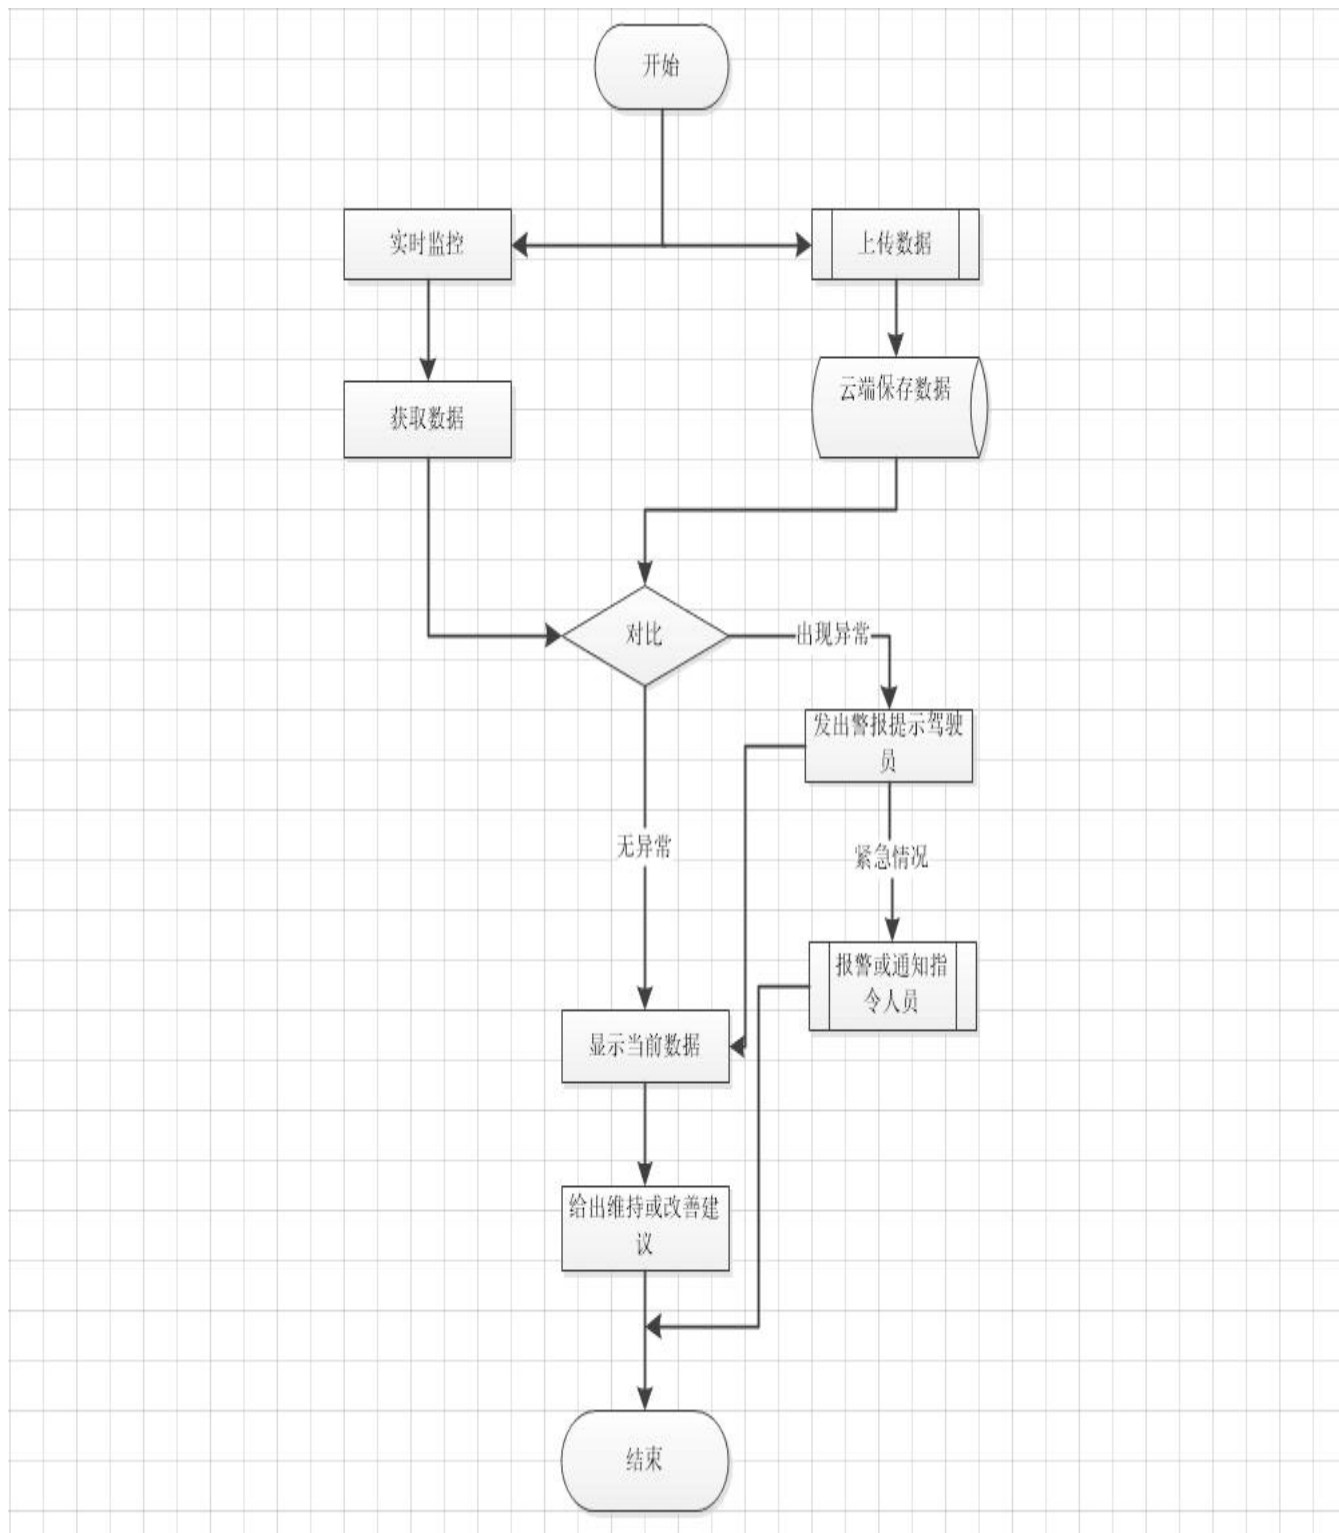 开始
实时监控
上传数据
获取数据
云端保存数据
对比
出现异常
发出警报提示驾驶
员
无异常
紧急情况
报警或通知指
令人员
显示当前数据
给出维持或改善建
议
结束